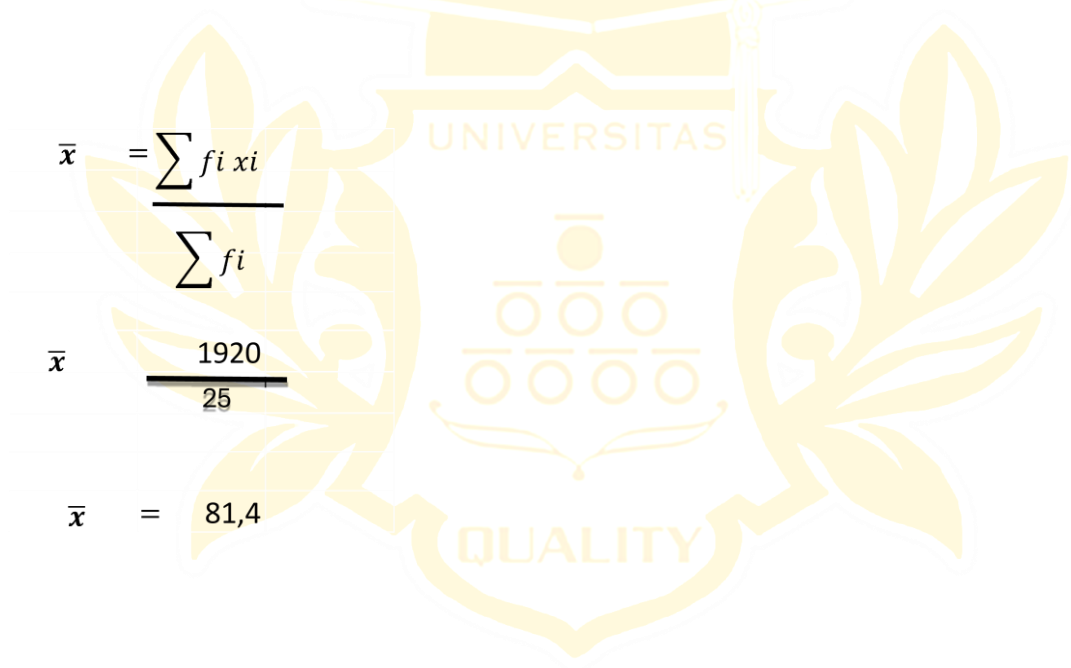 UNIVERSITAS
x̄ = ∑ fi xi
∑ fi
x̄ 1920
25
x̄ = 81,4
QUALITY